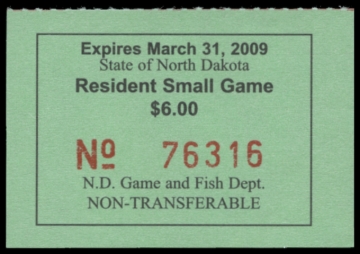 Expires March 31, 2009
State of North Dakota
Resident Small Game
$6.00
Nº 76316
N.D. Game and Fish Dept.
NON-TRANSFERABLE